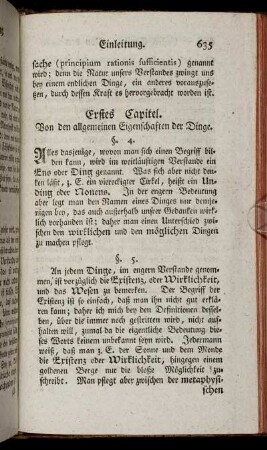 Einleitung. 635
sache (principium rationis sufficientis) genannt
wird: denn die Natur unsers Verstandes zwingt uns
bey einem endlichen Dinge, ein anderes vorauszuse-
tzen, durch dessen Kraft es hervorgebracht worden ist.
Erstes Capitel.
Von den allgemeinen Eigenschaften der Dinge.
§. 4.
Alles dasjenige, wovon man sich einen Begriff bil-
den kann, wird im weitläuftigen Verstande ein
Ens oder Ding genannt. Was sich aber nicht den-
ken läßt, z. E. ein viereckigter Cirkel, heißt ein Un-
ding oder Nonens. In der engern Bedeutung
aber legt man den Namen eines Dinges nur demje-
nigen bey, das auch außerhalb unser Gedanken wirk-
lich vorhanden ist; daher man einen Unterschied zwi-
schen den wirklichen und den möglichen Dingen
zu machen pflegt.
§. 5.
An jedem Dinge, im engern Verstande genom-
men, ist vorzüglich die Existenz, oder Wirklichkeit,
und das Wesen zu bemerken. Der Begriff der
Existenz ist so einfach, daß man ihn nicht gut erklä-
ren kann; daher ich mich bey den Definitionen dessel-
ben, über die immer noch gestritten wird, nicht auf-
halten will, zumal da die eigentliche Bedeutung die-
ses Worts keinem unbekannt seyn wird. Jedermann
weiß, daß man z. E. der Sonne und dem Monde
die Existenz oder Wirklichkeit, hingegen einem
goldenen Berge nur die bloße Möglichkeit zu-
schreibt. Man pflegt aber zwischen der metaphysi-
schen